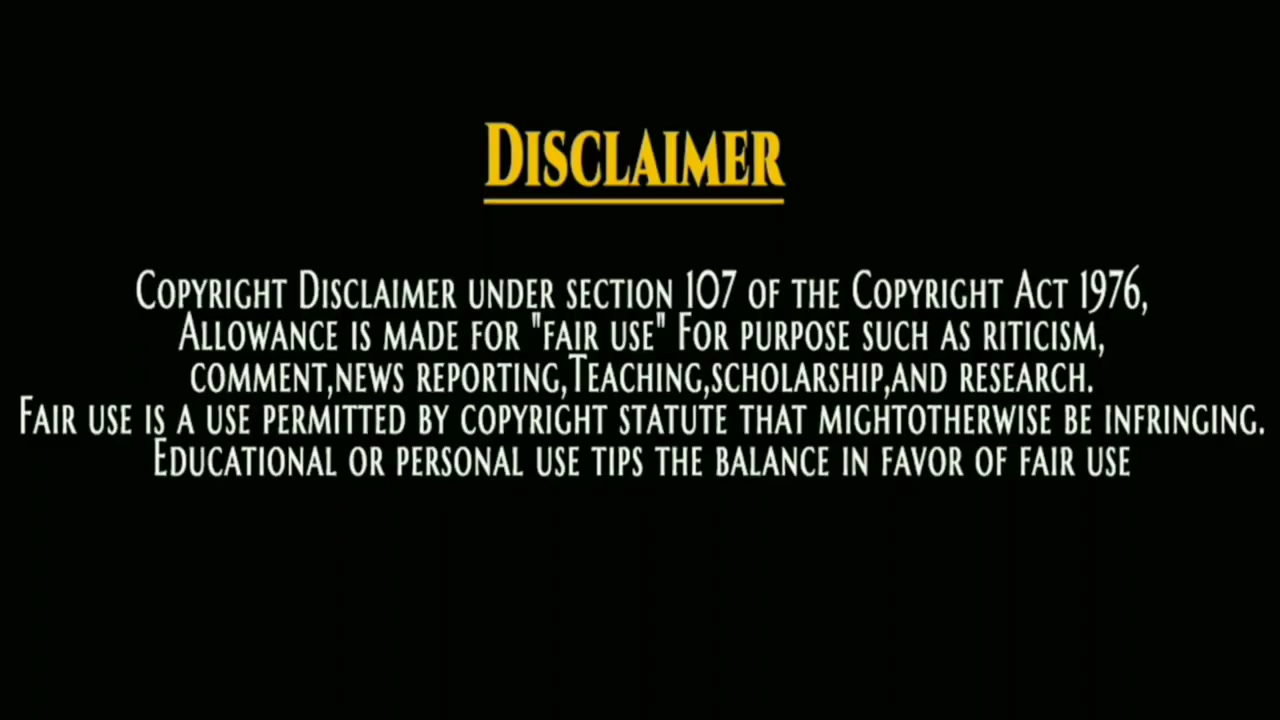 Disclaimer
Copyright Disclaimer under section 107 of the Copyright Act 1976,
Allowance is made for "fair use" For purpose such as riticism,
comment,news reporting,Teaching,scholarship,and research.
Fair use is a use permitted by copyright statute that mightotherwise be infringing.
Educational or personal use tips the balance in favor of fair use